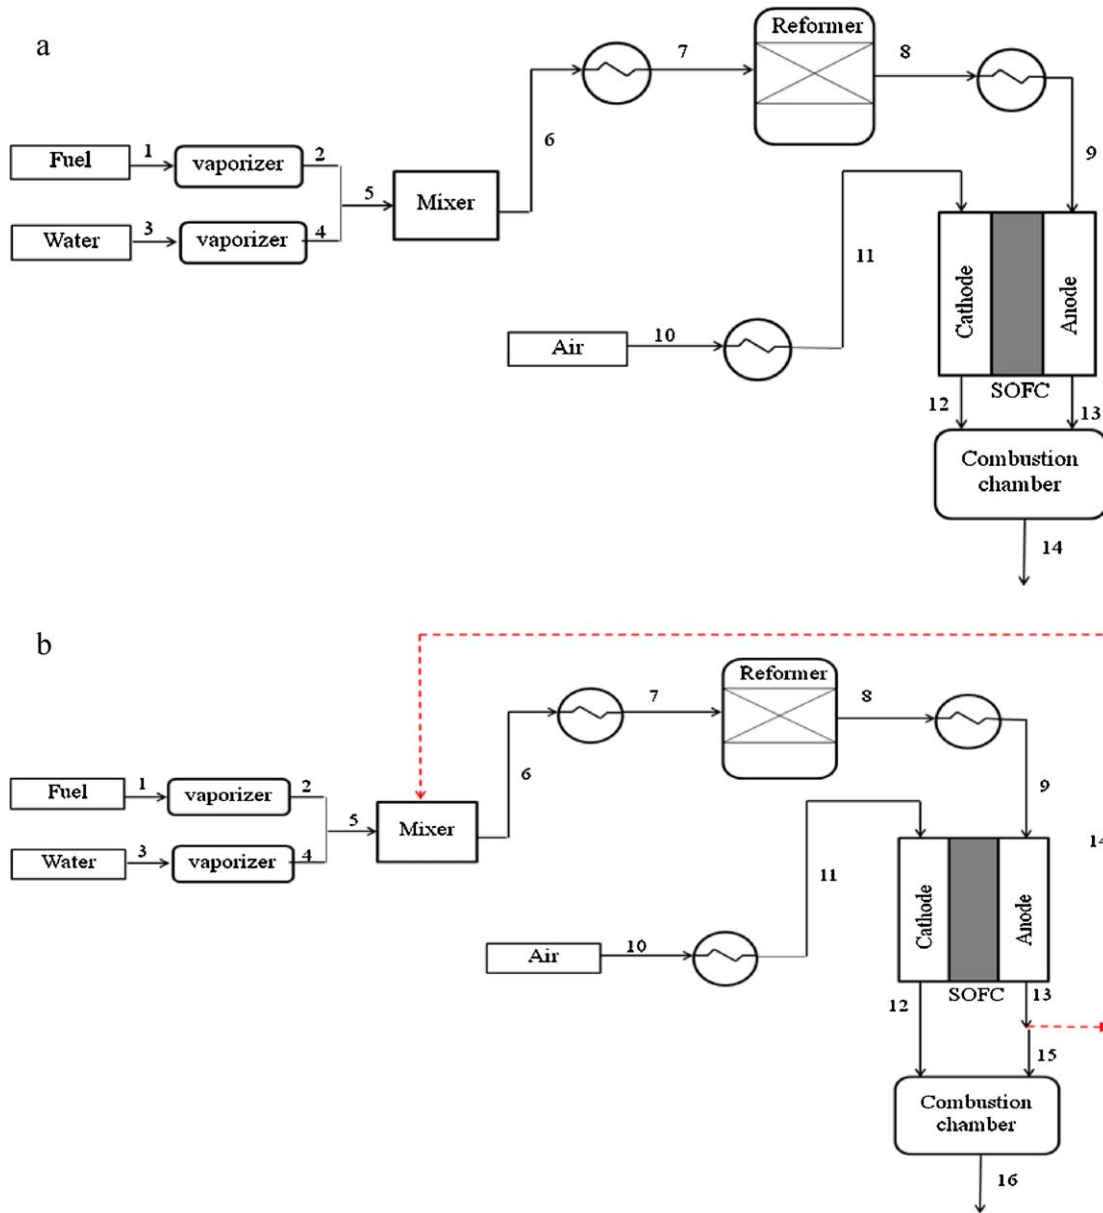 a
Reformer
7
8
6
9
Fuel
1
vaporizer
2
5
Mixer
Water
3
vaporizer
4
11
Air
10
Cathode
Anode
SOFC
12
13
Combustion
chamber
14
b
Reformer
7
8
6
9
Fuel
1
vaporizer
2
5
Mixer
Water
3
vaporizer
4
14
11
Air
10
Cathode
Anode
SOFC
12
13
15
Combustion
chamber
16